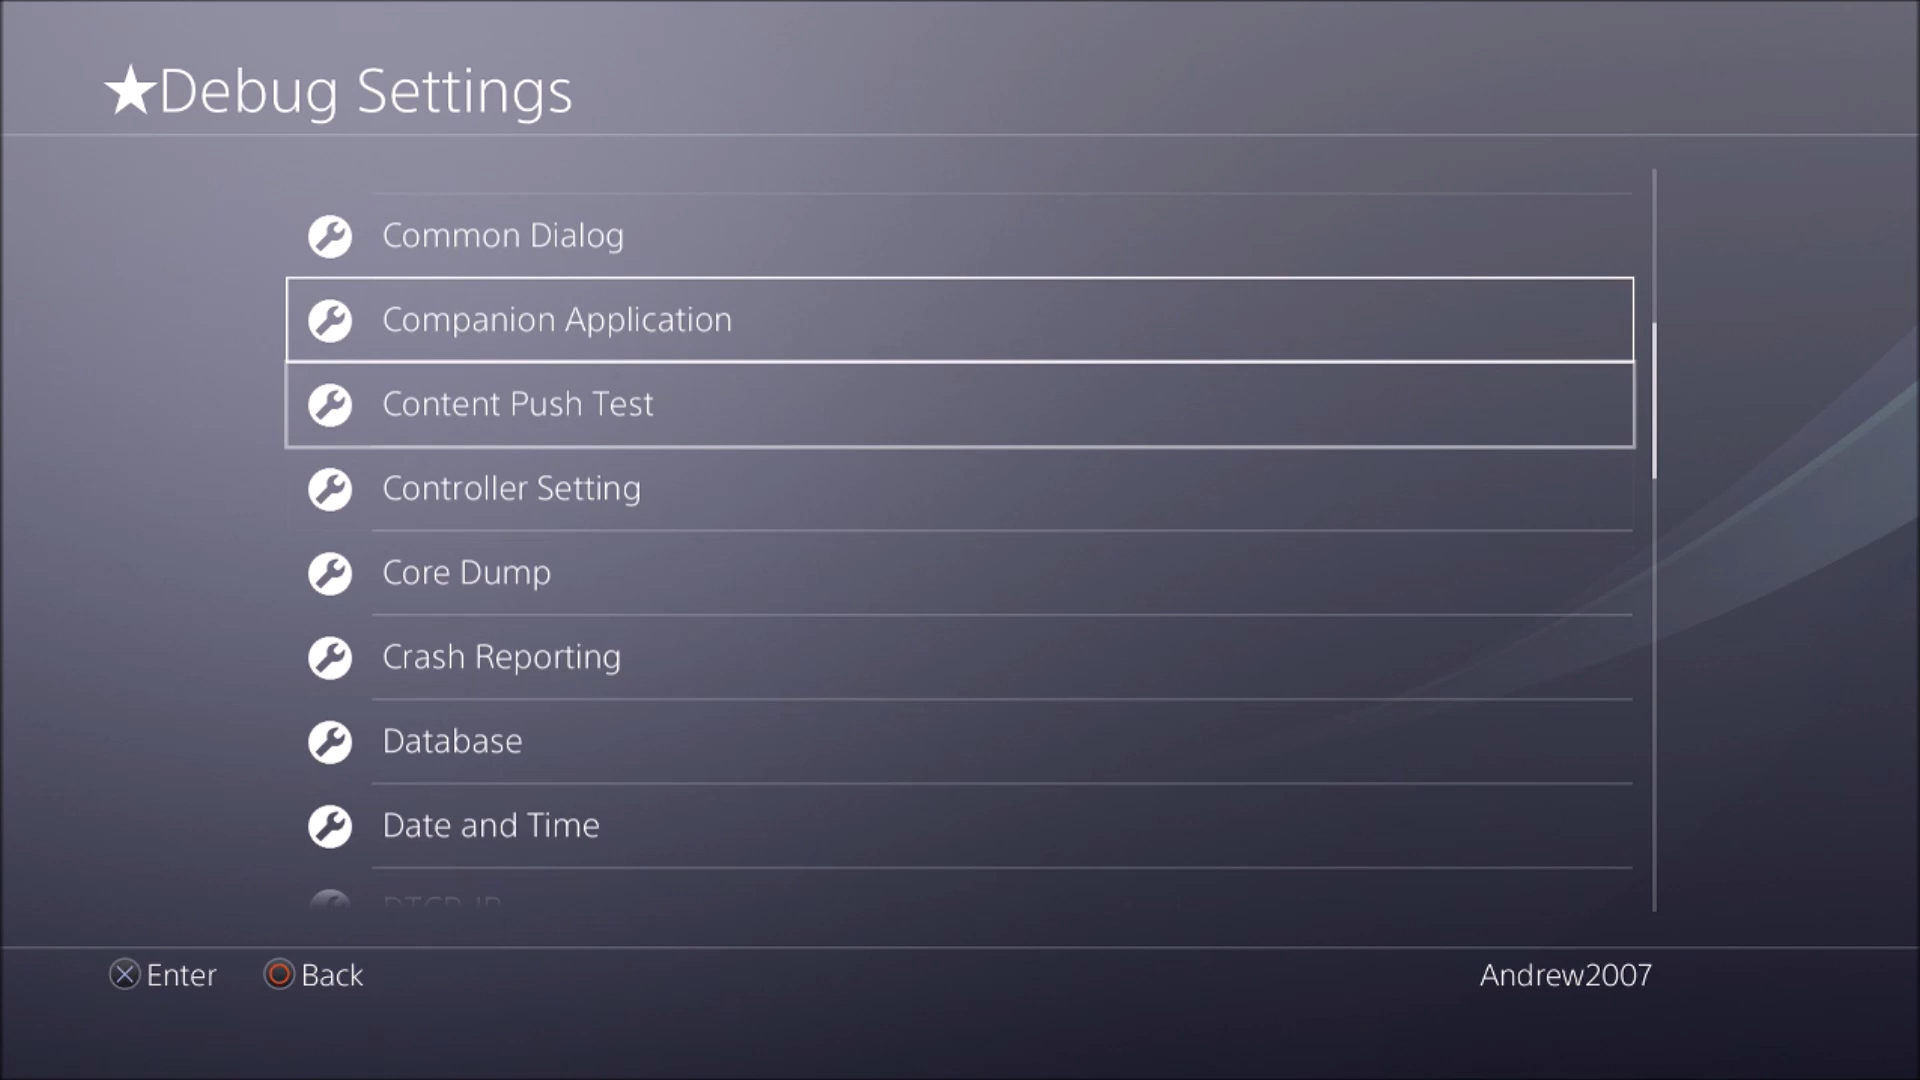 ★Debug Settings
Common Dialog
Companion Application
Content Push Test
Controller Setting
Core Dump
Crash Reporting
Database
Date and Time
Enter
Back
Andrew2007